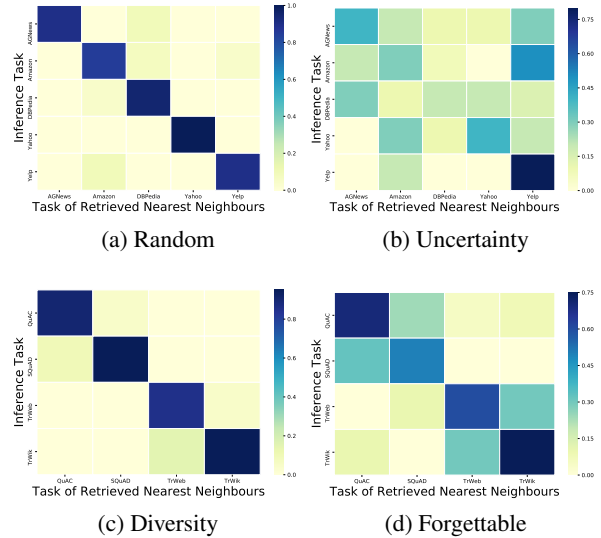 AGNews
Amazon
DBPedia
Yahoo
Yelp
Inference Task
AGNews Amazon DBPedia Yahoo Yelp
Task of Retrieved Nearest Neighbours
1.0
0.8
0.6
0.4
0.2
0.0
(a) Random
AGNews
Amazon
DBPedia
Yahoo
Yelp
Inference Task
AGNews Amazon DBPedia Yahoo Yelp
Task of Retrieved Nearest Neighbours
0.75
0.60
0.45
0.30
0.15
0.00
(b) Uncertainty
QuAC
SQuAD
TrWeb
TrWik
Inference Task
QuAC SQuAD TrWeb TrWik
Task of Retrieved Nearest Neighbours
0.8
0.6
0.4
0.2
0.0
(c) Diversity
QuAC
SQuAD
TrWeb
TrWik
Inference Task
QuAC SQuAD TrWeb TrWik
Task of Retrieved Nearest Neighbours
0.75
0.60
0.45
0.30
0.15
0.00
(d) Forgettable